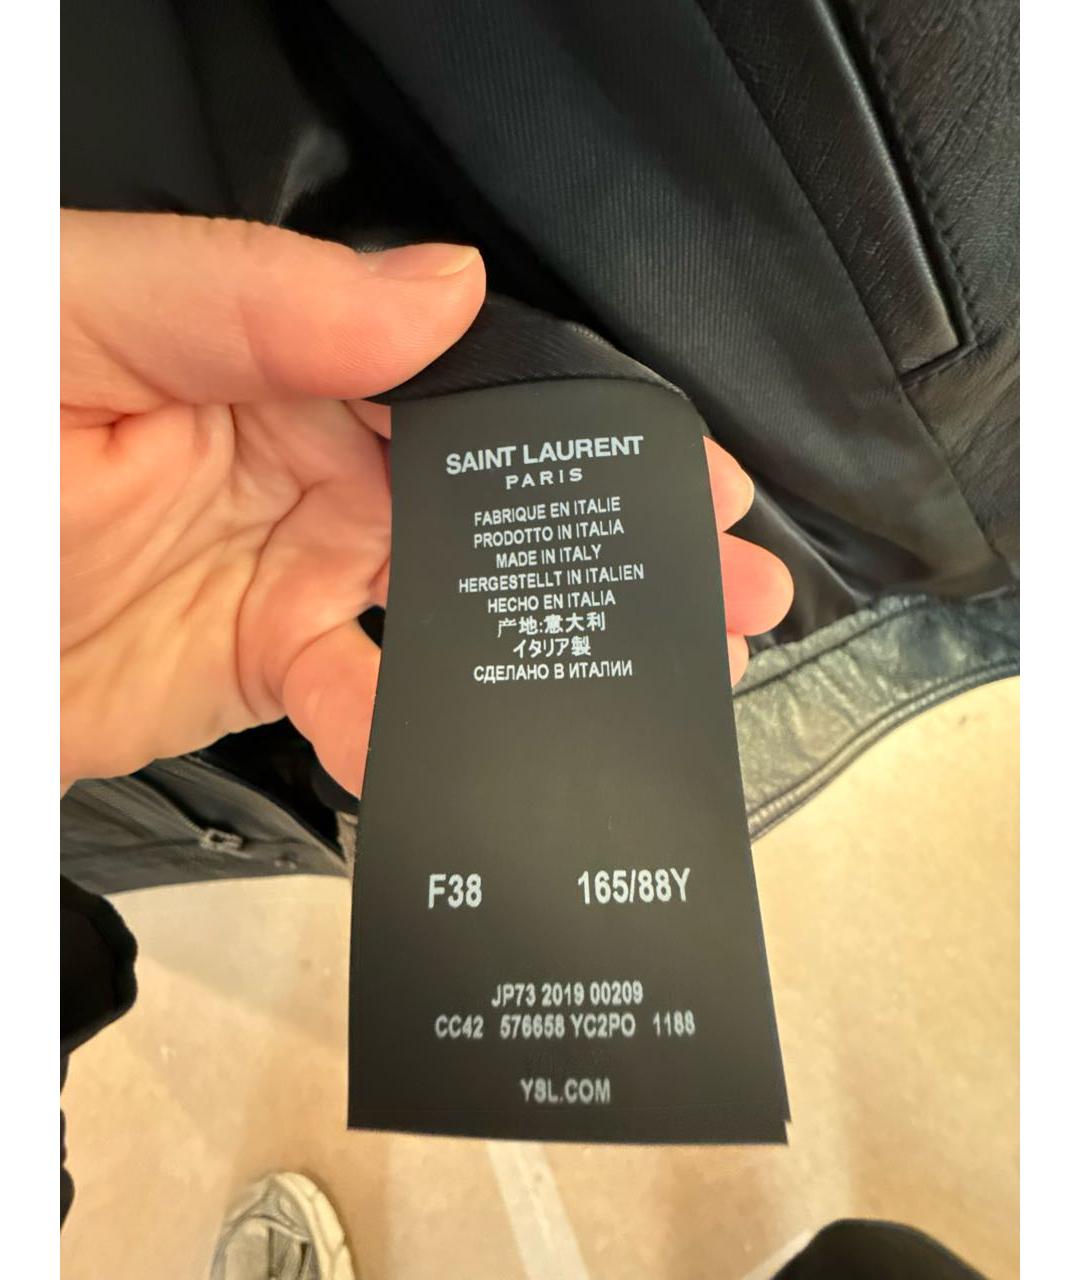 SAINT LAURENT
PARIS
FABRIQUE EN ITALIE
PRODOTTO IN ITALIA
MADE IN ITALY
HERGESTELLT IN ITALIEN
HECHO EN ITALIA
产地:意大利
イタリア製
СДЕЛАНО В ИТАЛИИ
F38 165/88Y
JP73 2019 00209
CC42 576658 YC2PO 1188
YSL.COM